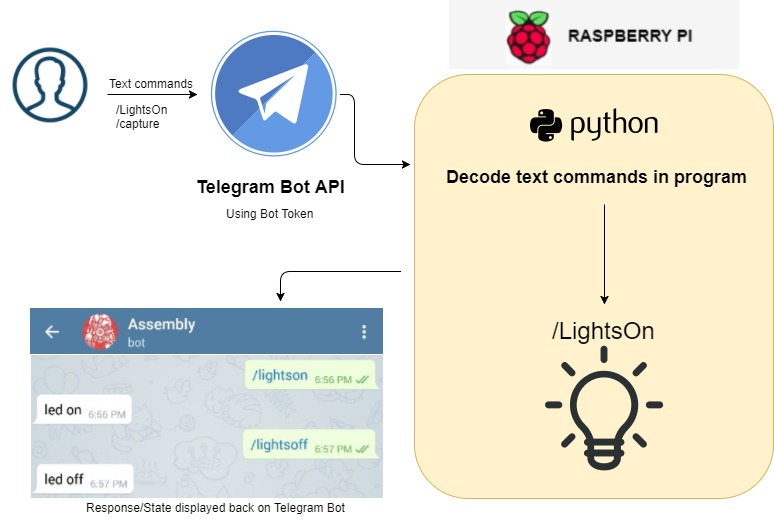 RASPBERRY PI
Text commands
/LightsOn
/capture
python
Telegram Bot API
Using Bot Token
Decode text commands in program
/LightsOn
Assembly
bot
/lightson 6:56 PM
led on 6:56 PM
/lightsoff 6:57 PM
led off 6:57 PM
Response/State displayed back on Telegram Bot